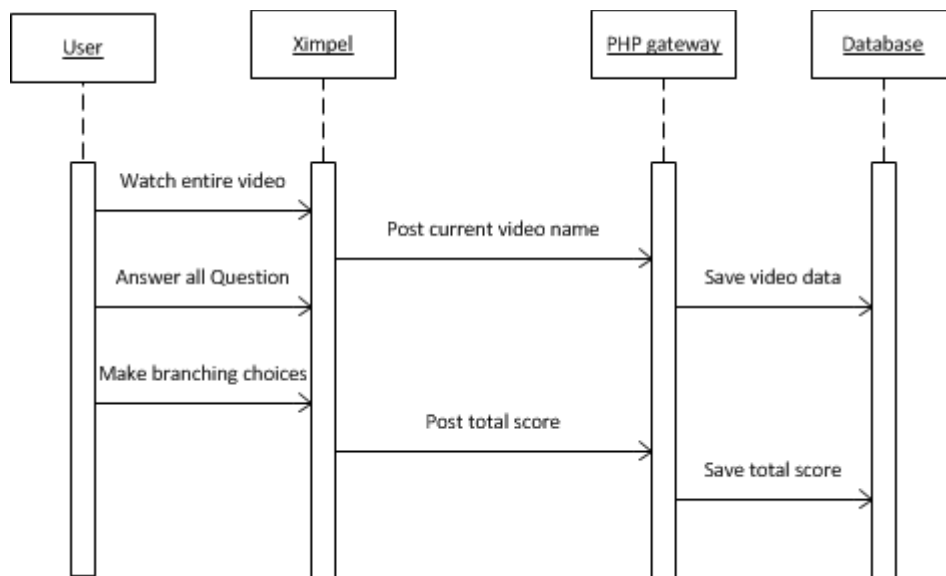 User
Ximpel
PHP gateway
Database
Watch entire video
Post current video name
Answer all Question
Save video data
Make branching choices
Post total score
Save total score